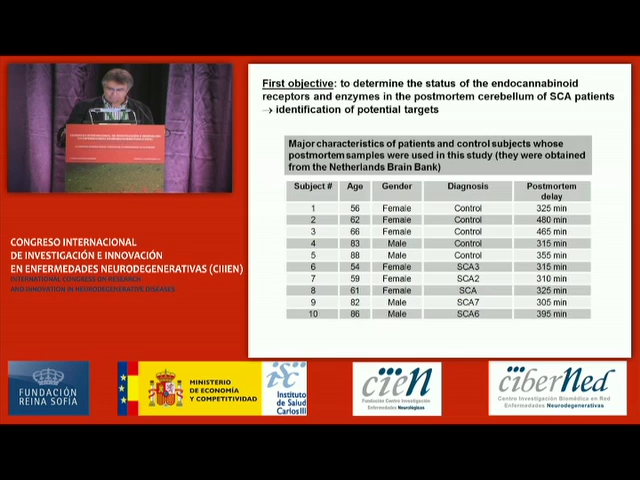 First objective: to determine the status of the endocannabinoid
receptors and enzymes in the postmortem cerebellum of SCA patients
→ identification of potential targets
Major characteristics of patients and control subjects whose
postmortem samples were used in this study (they were obtained
from the Netherlands Brain Bank)
Subject # Age Gender Diagnosis Postmortem delay
1 56 Female Control 325 min
2 62 Female Control 480 min
3 66 Female Control 465 min
4 83 Male Control 315 min
5 88 Male Control 355 min
6 54 Female SCA3 315 min
7 59 Female SCA2 310 min
8 61 Female SCA 325 min
9 82 Male SCA7 305 min
10 86 Male SCA6 395 min
CONGRESO INTERNACIONAL
DE INVESTIGACIÓN E INNOVACIÓN
EN ENFERMEDADES NEURODEGENERATIVAS (CIIIEN)
INTERNATIONAL CONGRESS ON RESEARCH
AND INNOVATION IN NEURODEGENERATIVE DISEASES
FUNDACIÓN
REINA SOFÍA
MINISTERIO
DE ECONOMÍA
Y COMPETITIVIDAD
isc
Instituto
de Salud
Carlos III
cien
Fundación Centro Investigación
Enfermedades Neurológicas
ciberned
Centro Investigación Biomédica en Red
Enfermedades Neurodegenerativas